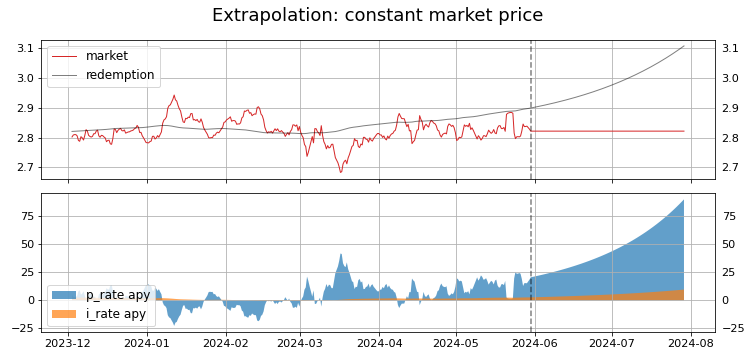 Extrapolation: constant market price
3.1 3.1
market
redemption
3.0 3.0
2.9 2.9
2.8 2.8
2.7 2.7
75 75
50 50
25 25
0 0
p_rate apy
i_rate apy
−25 −25
2023-12 2024-01 2024-02 2024-03 2024-04 2024-05 2024-06 2024-07 2024-08